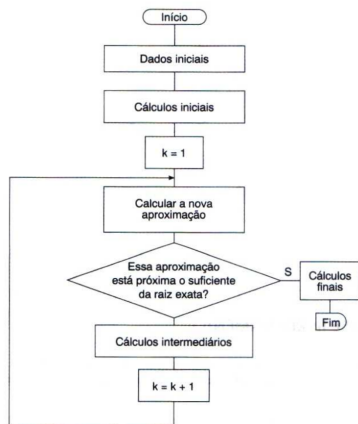 Início
Dados iniciais
Cálculos iniciais
k = 1
Calcular a nova
aproximação
Essa aproximação
está próxima o suficiente
da raiz exata?
S
Cálculos
finais
Fim
Cálculos intermediários
k = k + 1